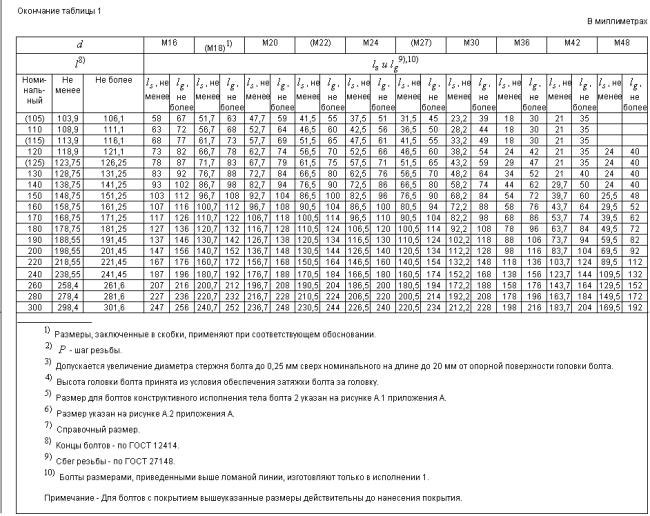 Окончание таблицы 1
В миллиметрах
d M16 (M18)1) M20 (M22) M24 (M27) M30 M36 M42 M48
l8) ls и lg9),10)
Номи-наль-ный Не менее Не более ls, не менее lg, не более ls, не менее lg, не более ls, не менее lg, не более ls, не менее lg, не более ls, не менее lg, не более ls, не менее lg, не более ls, не менее lg, не более ls, не менее lg, не более ls, не менее lg, не более ls, не менее lg, не более
(105) 103,9 106,1 58 67 51,7 63 47,7 59 41,5 55 37,5 51 31,5 45 23,2 39 18 30 21 35
110 108,9 111,1 63 72 56,7 68 52,7 64 46,5 60 42,5 56 36,5 50 28,2 44 18 30 21 35
(115) 113,9 116,1 68 77 61,7 73 57,7 69 51,5 65 47,5 61 41,5 55 33,2 49 18 30 21 35
120 118,9 121,1 73 82 66,7 78 62,7 74 56,5 70 52,5 66 46,5 60 38,2 54 24 42 21 35 24 40
(125) 123,75 126,25 78 87 71,7 83 67,7 79 61,5 75 57,5 71 51,5 65 43,2 59 29 47 21 35 24 40
130 128,75 131,25 83 92 76,7 88 72,7 84 66,5 80 62,5 76 56,5 70 48,2 64 34 52 21 40 24 40
140 138,75 141,25 93 102 86,7 98 82,7 94 76,5 90 72,5 86 66,5 80 58,2 74 44 62 29,7 50 24 40
150 148,75 151,25 103 112 96,7 108 92,7 104 86,5 100 82,5 96 76,5 90 68,2 84 54 72 39,7 60 25,5 48
160 158,75 161,25 107 116 100,7 112 96,7 108 90,5 104 86,5 100 80,5 94 72,2 88 58 76 43,7 64 29,5 52
170 168,75 171,25 117 126 110,7 122 106,7 118 100,5 114 96,5 110 90,5 104 82,2 98 68 86 53,7 74 39,5 62
180 178,75 181,25 127 136 120,7 132 116,7 128 110,5 124 106,5 120 100,5 114 92,2 108 78 96 63,7 84 49,5 72
190 188,55 191,45 137 146 130,7 142 126,7 138 120,5 134 116,5 130 110,5 124 102,2 118 88 106 73,7 94 59,5 82
200 198,55 201,45 147 156 140,7 152 136,7 148 130,5 144 126,5 140 120,5 134 112,2 128 98 116 83,7 104 69,5 92
220 218,55 221,45 167 176 160,7 172 156,7 168 150,5 164 146,5 160 140,5 154 132,2 148 118 136 103,7 124 89,5 112
240 238,55 241,45 187 196 180,7 192 176,7 188 170,5 184 166,5 180 160,5 174 152,2 168 138 156 123,7 144 109,5 132
260 258,4 261,6 207 216 200,7 212 196,7 208 190,5 204 186,5 200 180,5 194 172,2 188 158 176 143,7 164 129,5 152
280 278,4 281,6 227 236 220,7 232 216,7 228 210,5 224 206,5 220 200,5 214 192,2 208 178 196 163,7 184 149,5 172
300 298,4 301,6 247 256 240,7 252 236,7 248 230,5 244 226,5 240 220,5 234 212,2 228 198 216 183,7 204 169,5 192
1) Размеры, заключенные в скобки, применяют при соответствующем обосновании.
2) P - шаг резьбы.
3) Допускается увеличение диаметра стержня болта до 0,25 мм сверх номинального на длине до 20 мм от опорной поверхности головки болта.
4) Высота головки болта принята из условия обеспечения затяжки болта за головку.
5) Размер для болтов конструктивного исполнения тела болта 2 указан на рисунке А.1 приложения А.
6) Размер указан на рисунке А.2 приложения А.
7) Справочный размер.
8) Концы болтов - по ГОСТ 12414.
9) Сбег резьбы - по ГОСТ 27148.
10) Болты размерами, приведенными выше ломаной линии, изготовляют только в исполнении 1.
Примечание - Для болтов с покрытием вышеуказанные размеры действительны до нанесения покрытия.